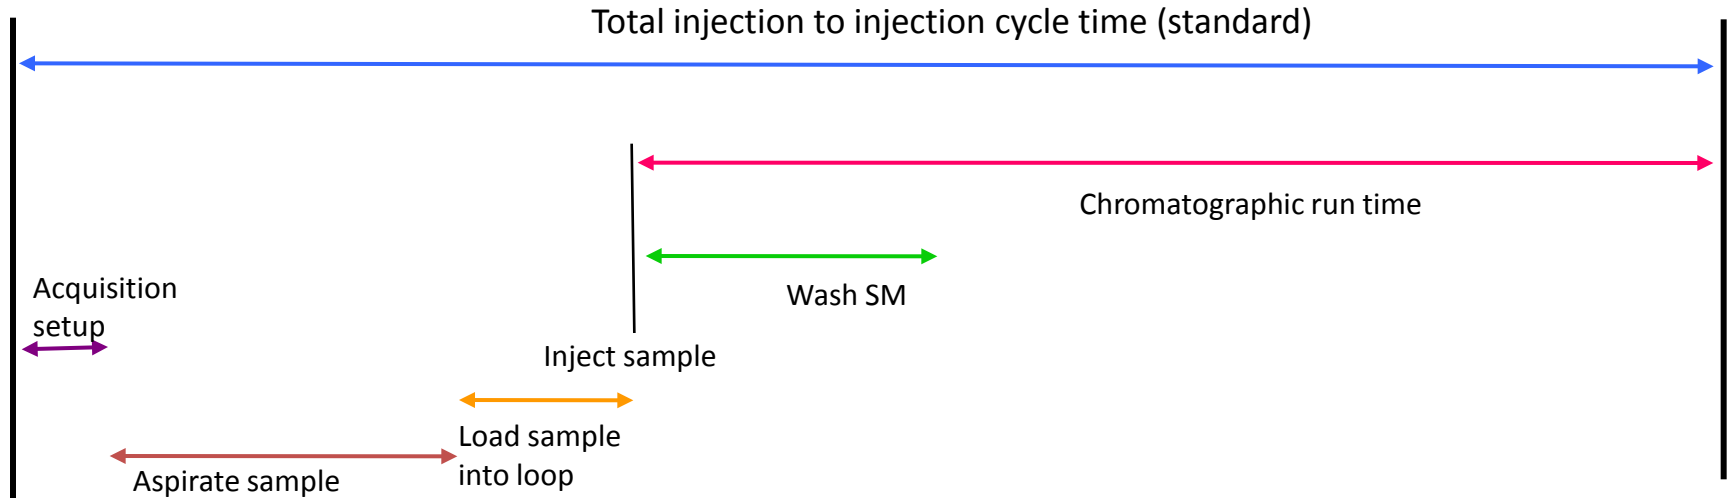 Total injection to injection cycle time (standard)
Chromatographic run time
Wash SM
Acquisition
setup
Inject sample
Load sample
into loop
Aspirate sample